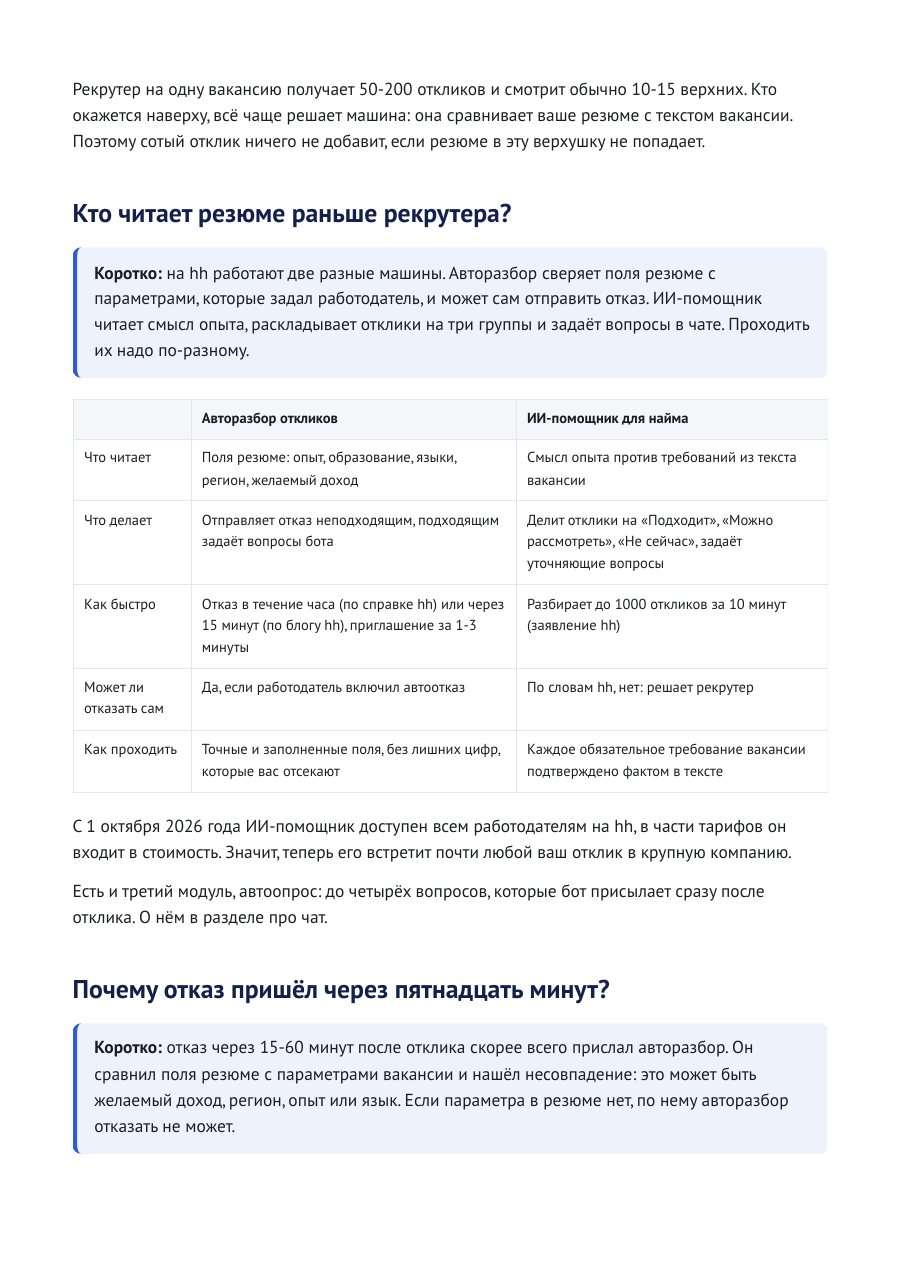 Рекрутер на одну вакансию получает 50-200 откликов и смотрит обычно 10-15 верхних. Кто
окажется наверху, всё чаще решает машина: она сравнивает ваше резюме с текстом вакансии.
Поэтому сотый отклик ничего не добавит, если резюме в эту верхушку не попадает.
Кто читает резюме раньше рекрутера?
Коротко: на hh работают две разные машины. Авторазбор сверяет поля резюме с
параметрами, которые задал работодатель, и может сам отправить отказ. ИИ-помощник
читает смысл опыта, раскладывает отклики на три группы и задаёт вопросы в чате. Проходить
их надо по-разному.
Авторазбор откликов
ИИ-помощник для найма
Что читает
Поля резюме: опыт, образование, языки,
регион, желаемый доход
Смысл опыта против требований из текста
вакансии
Что делает
Отправляет отказ неподходящим, подходящим
задаёт вопросы бота
Делит отклики на «Подходит», «Можно
рассмотреть», «Не сейчас», задаёт
уточняющие вопросы
Как быстро
Отказ в течение часа (по справке hh) или через
15 минут (по блогу hh), приглашение за 1-3
минуты
Разбирает до 1000 откликов за 10 минут
(заявление hh)
Может ли
отказать сам
Да, если работодатель включил автоотказ
По словам hh, нет: решает рекрутер
Как проходить
Точные и заполненные поля, без лишних цифр,
которые вас отсекают
Каждое обязательное требование вакансии
подтверждено фактом в тексте
С 1 октября 2026 года ИИ-помощник доступен всем работодателям на hh, в части тарифов он
входит в стоимость. Значит, теперь его встретит почти любой ваш отклик в крупную компанию.
Есть и третий модуль, автоопрос: до четырёх вопросов, которые бот присылает сразу после
отклика. О нём в разделе про чат.
Почему отказ пришёл через пятнадцать минут?
Коротко: отказ через 15-60 минут после отклика скорее всего прислал авторазбор. Он
сравнил поля резюме с параметрами вакансии и нашёл несовпадение: это может быть
желаемый доход, регион, опыт или язык. Если параметра в резюме нет, по нему авторазбор
отказать не может.